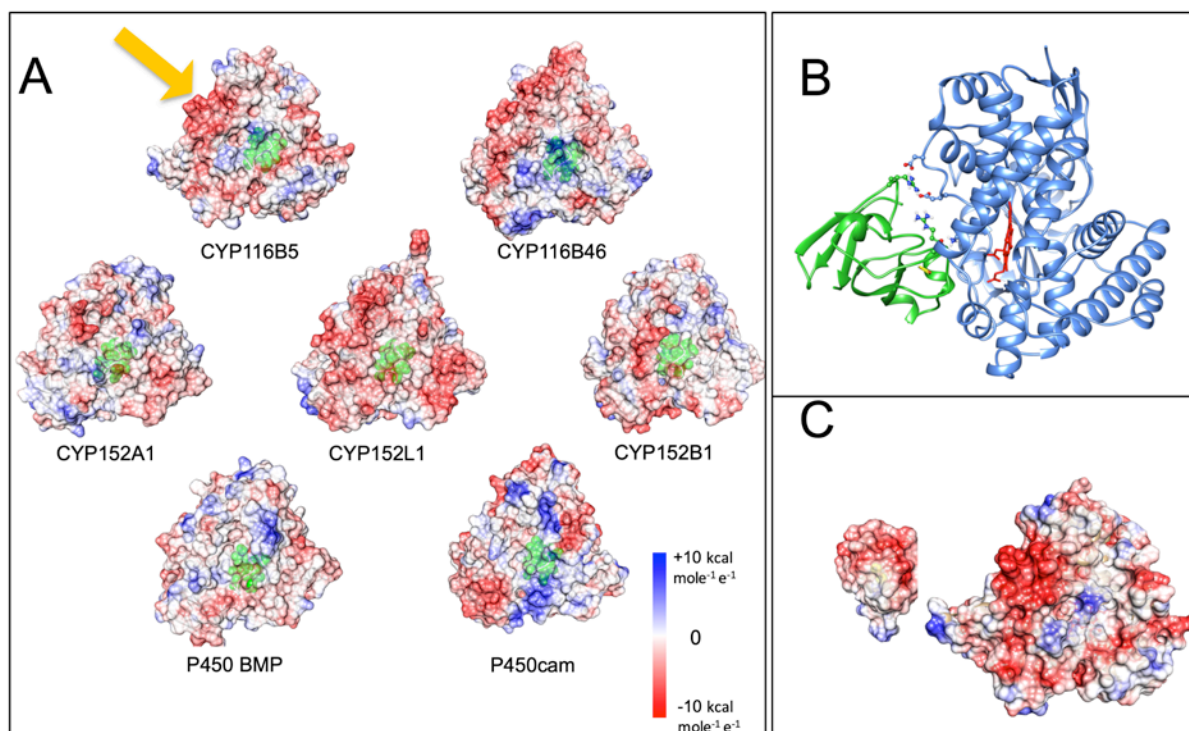 A
CYP116B5
CYP116B46
CYP152A1
CYP152L1
CYP152B1
P450 BMP
P450cam
+10 kcal
mole⁻¹ e⁻¹
0
-10 kcal
mole⁻¹ e⁻¹
B
C